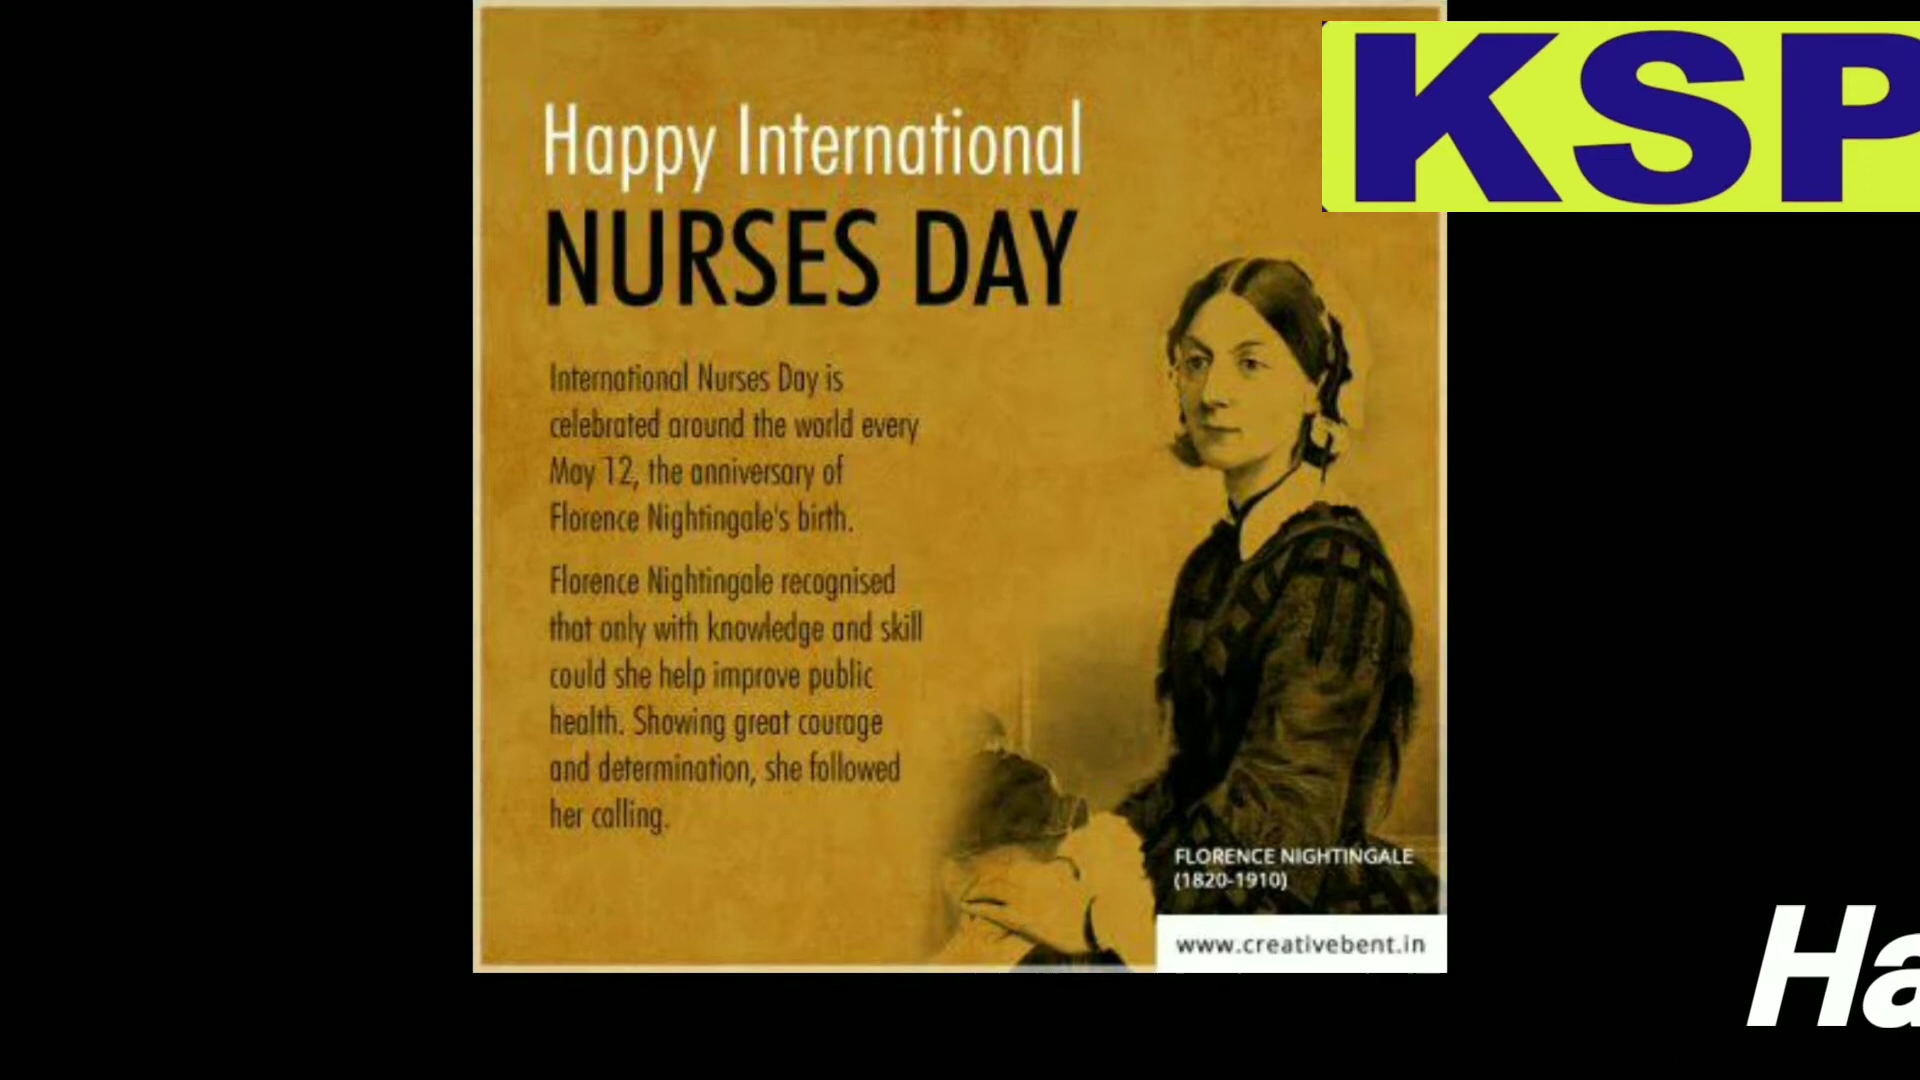 KSP
Happy International
NURSES DAY
International Nurses Day is
celebrated around the world every
May 12, the anniversary of
Florence Nightingale's birth.
Florence Nightingale recognised
that only with knowledge and skill
could she help improve public
health. Showing great courage
and determination, she followed
her calling.
FLORENCE NIGHTINGALE
(1820-1910)
www.creativebent.in
Ha